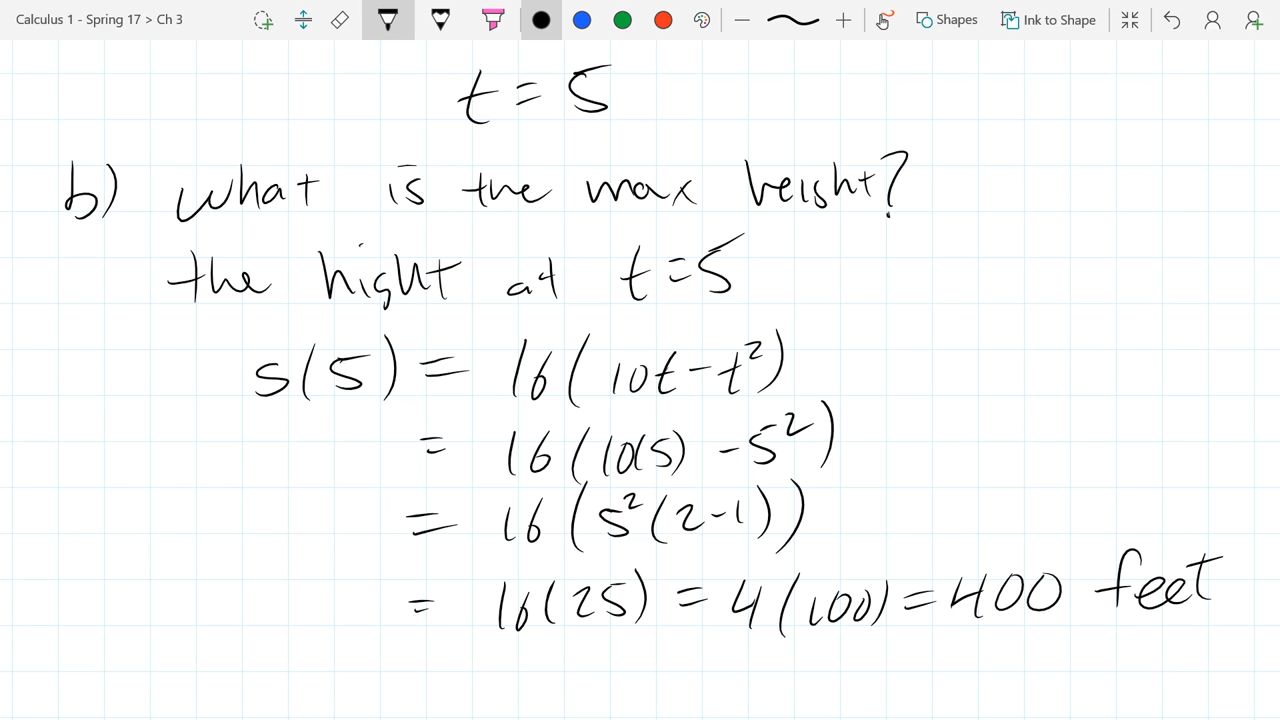 Calculus 1 - Spring 17 > Ch 3
Shapes
Ink to Shape
t = 5
b) What is the max height?
the hight at t=5
s(5) = 16(10t - t²)
= 16(10(5) - 5²)
= 16(5²(2-1))
= 16(25) = 4(100) = 400 feet